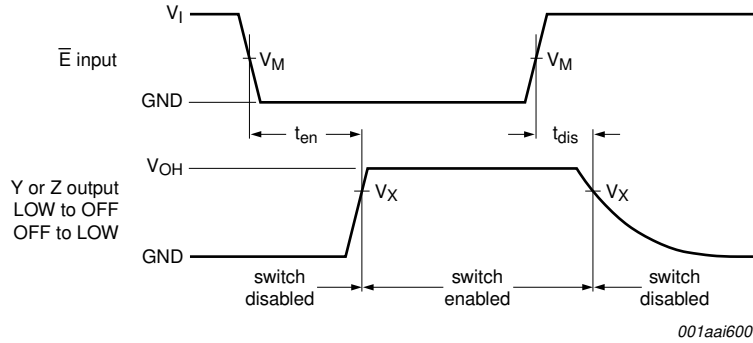 VI
E̅ input
VM
VM
GND
ten
tdis
VOH
Y or Z output
LOW to OFF
OFF to LOW
VX
VX
GND
switch
disabled
switch
enabled
switch
disabled
001aai600